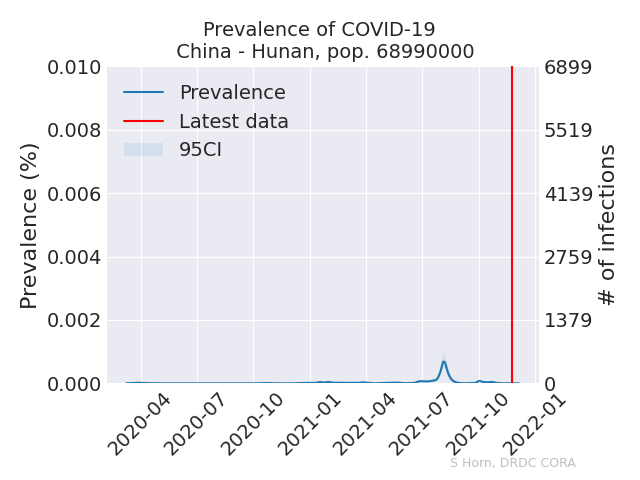 Prevalence of COVID-19
China - Hunan, pop. 68990000
Prevalence
Latest data
95CI
Prevalence (%)
0.010
0.008
0.006
0.004
0.002
0.000
6899
5519
4139
2759
1379
0
# of infections
2020-04
2020-07
2020-10
2021-01
2021-04
2021-07
2021-10
2022-01
S Horn, DRDC CORA